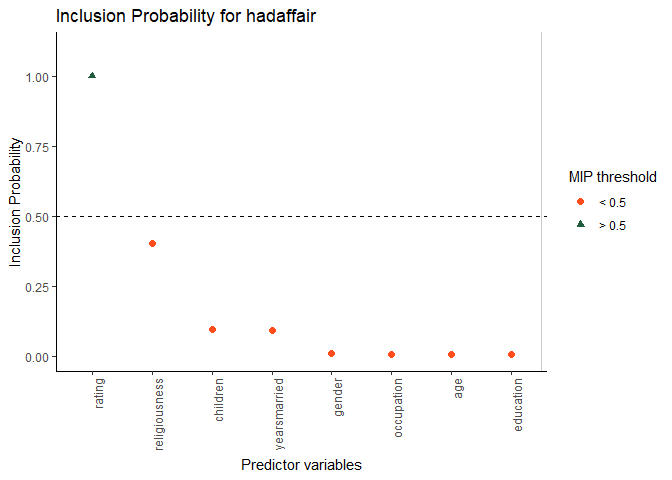 Inclusion Probability for hadaffair
Inclusion Probability
1.00
0.75
0.50
0.25
0.00
rating
religiousness
children
yearsmarried
gender
occupation
age
education
Predictor variables
MIP threshold
< 0.5
> 0.5